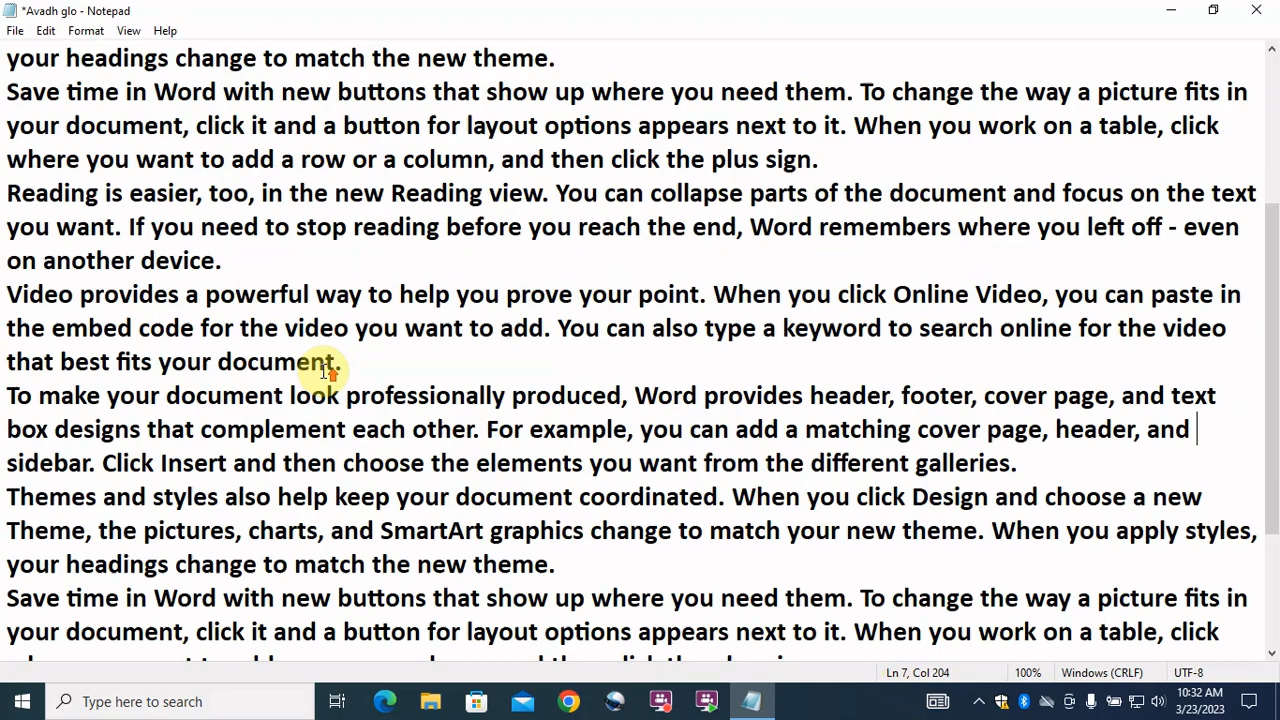 *Avadh glo - Notepad
File Edit Format View Help
your headings change to match the new theme.
Save time in Word with new buttons that show up where you need them. To change the way a picture fits in
your document, click it and a button for layout options appears next to it. When you work on a table, click
where you want to add a row or a column, and then click the plus sign.
Reading is easier, too, in the new Reading view. You can collapse parts of the document and focus on the text
you want. If you need to stop reading before you reach the end, Word remembers where you left off - even
on another device.
Video provides a powerful way to help you prove your point. When you click Online Video, you can paste in
the embed code for the video you want to add. You can also type a keyword to search online for the video
that best fits your document.
To make your document look professionally produced, Word provides header, footer, cover page, and text
box designs that complement each other. For example, you can add a matching cover page, header, and
sidebar. Click Insert and then choose the elements you want from the different galleries.
Themes and styles also help keep your document coordinated. When you click Design and choose a new
Theme, the pictures, charts, and SmartArt graphics change to match your new theme. When you apply styles,
your headings change to match the new theme.
Save time in Word with new buttons that show up where you need them. To change the way a picture fits in
your document, click it and a button for layout options appears next to it. When you work on a table, click
Ln 7, Col 204 100% Windows (CRLF) UTF-8
Type here to search
10:32 AM
3/23/2023